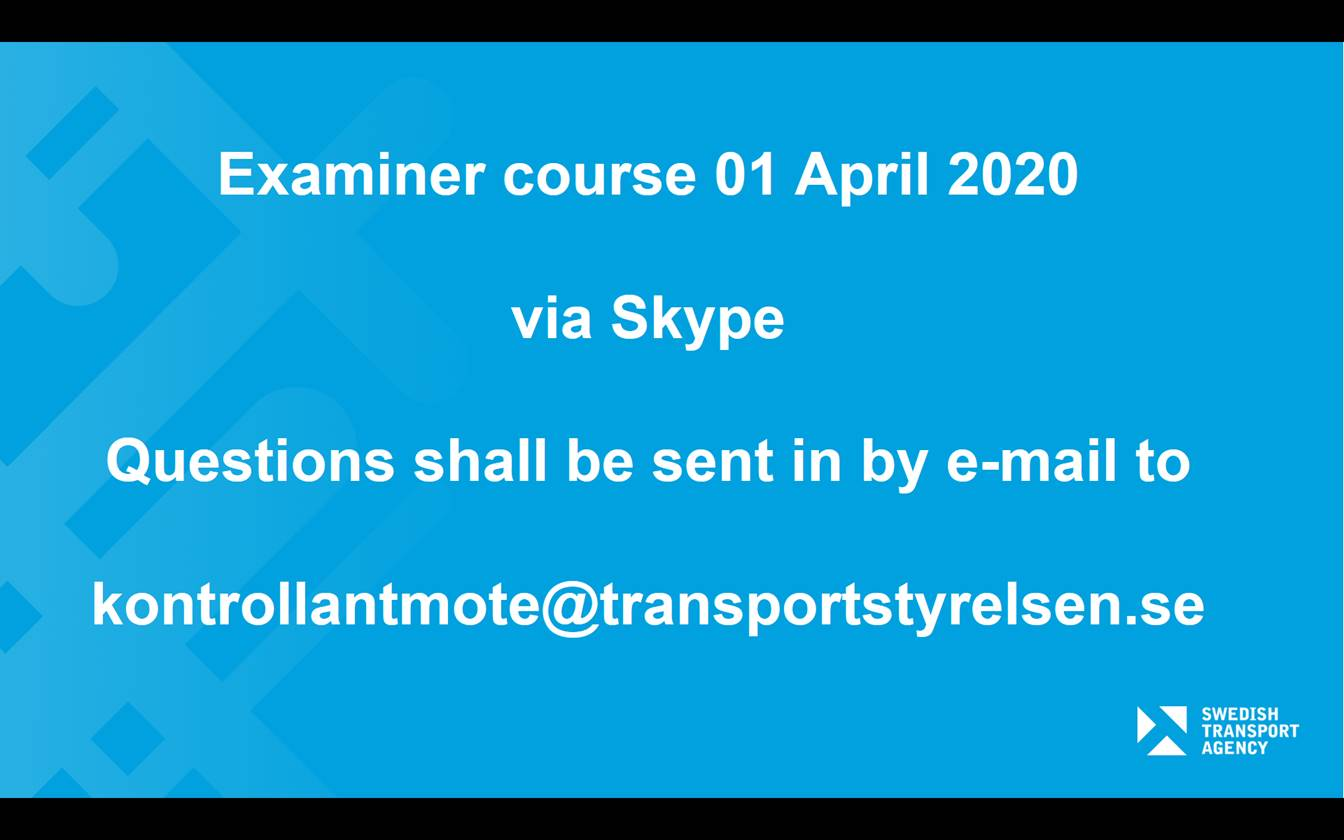 Examiner course 01 April 2020
via Skype
Questions shall be sent in by e-mail to
kontrollantmote@transportstyrelsen.se
SWEDISH
TRANSPORT
AGENCY